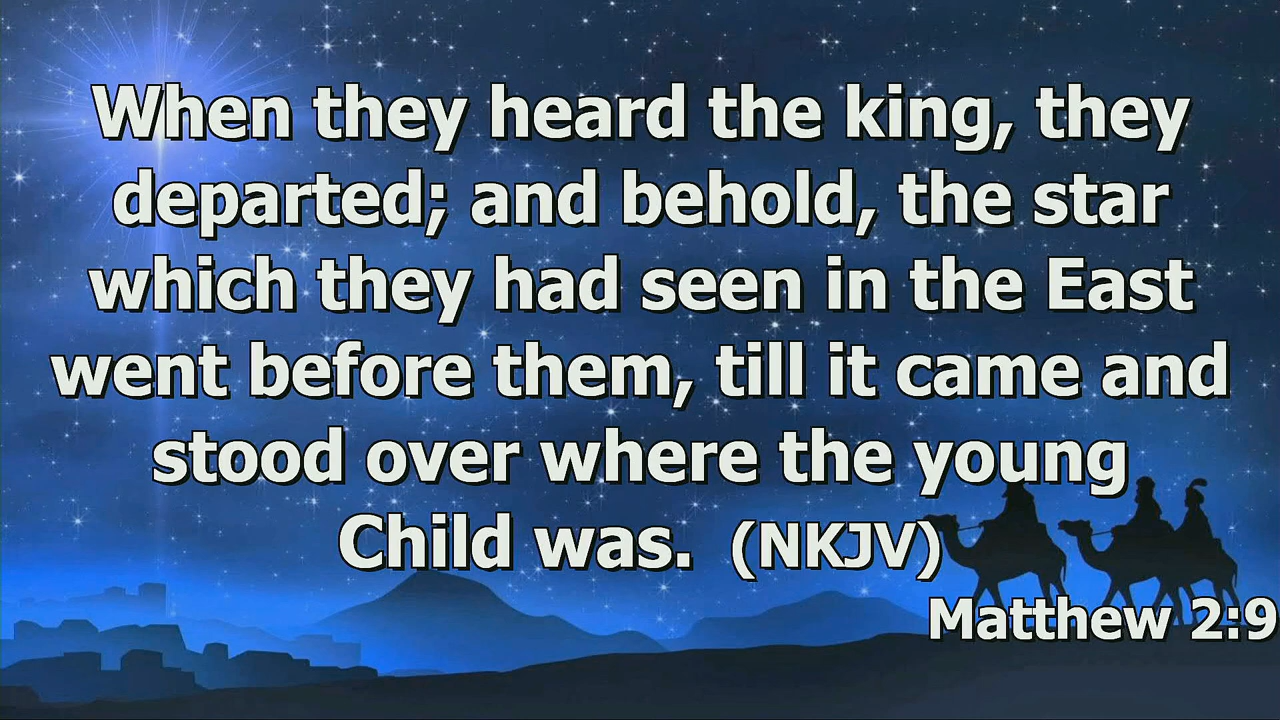 When they heard the king, they
departed; and behold, the star
which they had seen in the East
went before them, till it came and
stood over where the young
Child was. (NKJV)
Matthew 2:9